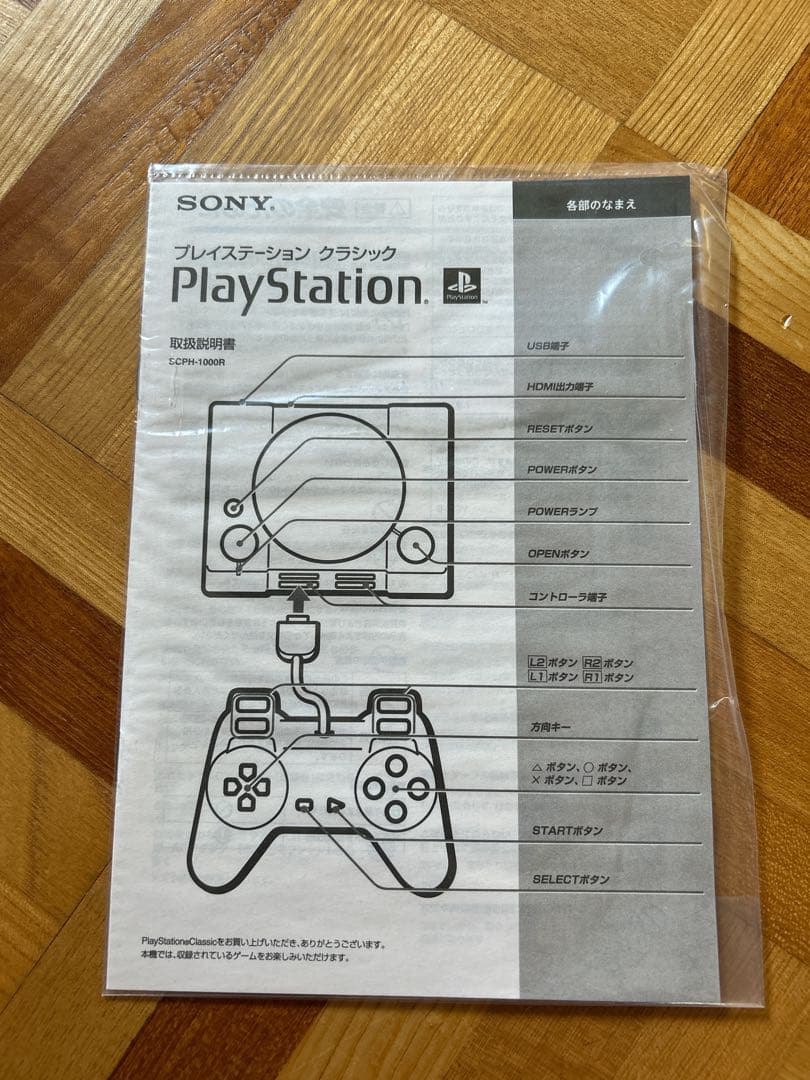 SONY®
各部のなまえ
プレイステーション クラシック
PlayStation®
PlayStation™
取扱説明書
SCPH-1000R
USB端子
HDMI出力端子
RESETボタン
POWERボタン
POWERランプ
OPENボタン
コントローラ端子
L2ボタン R2ボタン
L1ボタン R1ボタン
方向キー
△ ボタン、○ ボタン、
× ボタン、□ ボタン
STARTボタン
SELECTボタン
PlayStation®Classicをお買い上げいただき、ありがとうございます。
本機では、収録されているゲームをお楽しみいただけます。